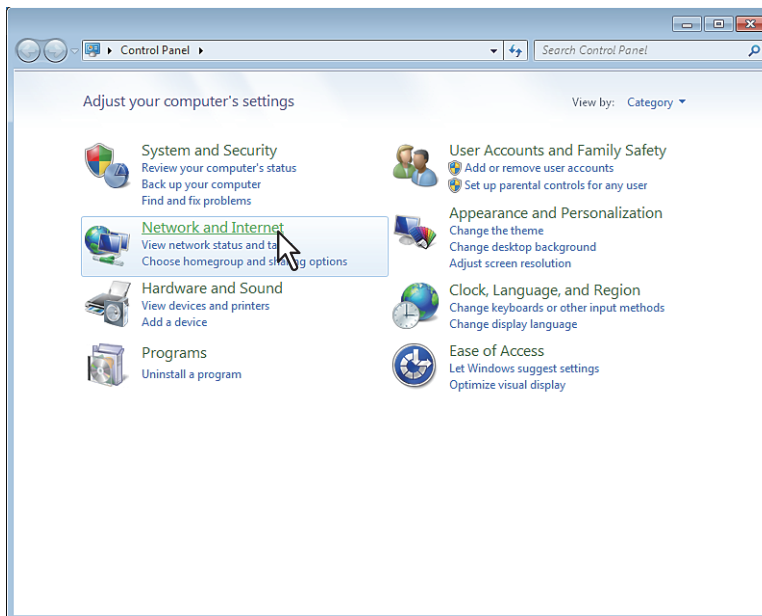 Control Panel
Search Control Panel
Adjust your computer's settings
View by: Category
System and Security
Review your computer's status
Back up your computer
Find and fix problems
Network and Internet
View network status and ta
Choose homegroup and sharing options
Hardware and Sound
View devices and printers
Add a device
Programs
Uninstall a program
User Accounts and Family Safety
Add or remove user accounts
Set up parental controls for any user
Appearance and Personalization
Change the theme
Change desktop background
Adjust screen resolution
Clock, Language, and Region
Change keyboards or other input methods
Change display language
Ease of Access
Let Windows suggest settings
Optimize visual display